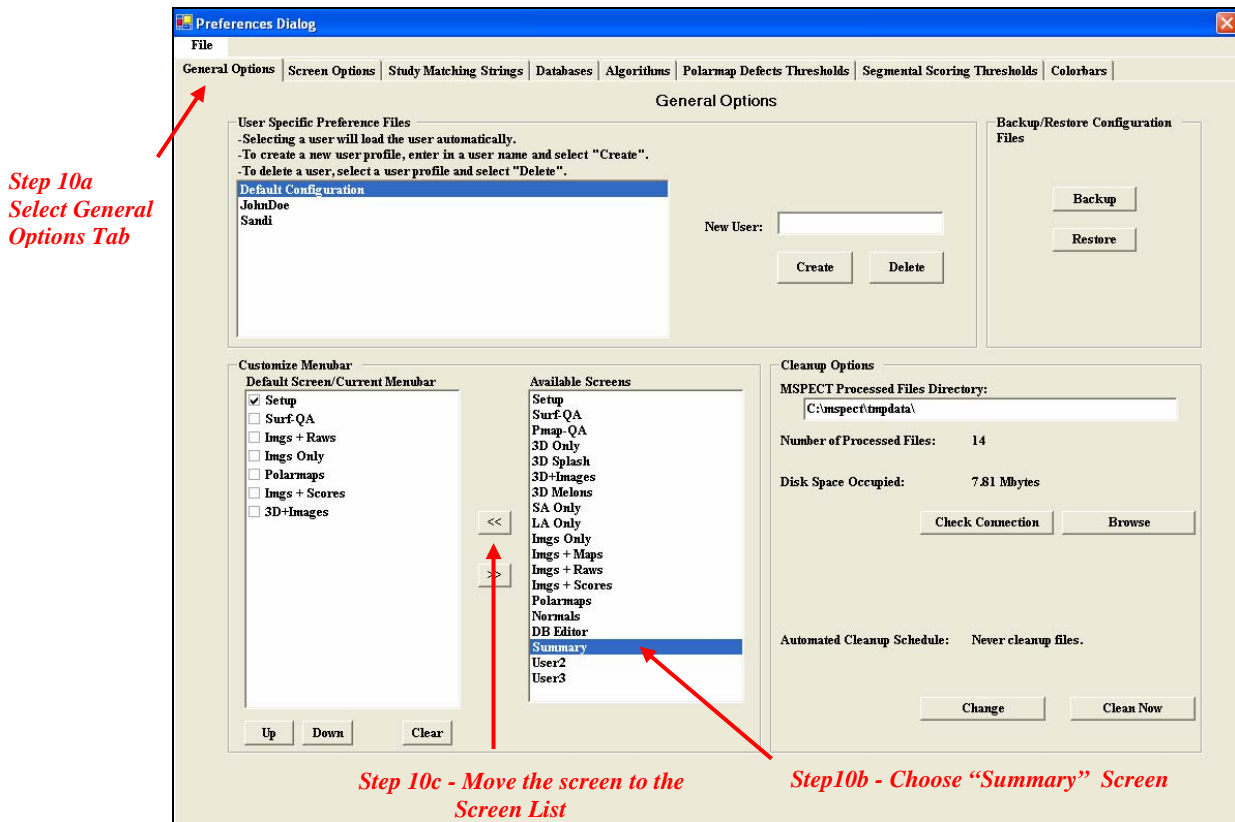 Preferences Dialog
File
General Options
Screen Options
Study Matching Strings
Databases
Algorithms
Polarmap Defects Thresholds
Segmental Scoring Thresholds
Colorbars
General Options
User Specific Preference Files
-Selecting a user will load the user automatically.
-To create a new user profile, enter in a user name and select "Create".
-To delete a user, select a user profile and select "Delete".
Default Configuration
JohnDoe
Sandi
New User:
Create
Delete
Backup/Restore Configuration
Files
Backup
Restore
Step 10a
Select General
Options Tab
Customize Menubar
Default Screen/Current Menubar
Setup
Surf-QA
Imgs + Raws
Imgs Only
Polarmaps
Imgs + Scores
3D+Images
<<
>>
Up
Down
Clear
Available Screens
Setup
Surf-QA
Pmap-QA
3D Only
3D Splash
3D+Images
3D Melons
SA Only
LA Only
Imgs Only
Imgs + Maps
Imgs + Raws
Imgs + Scores
Polarmaps
Normals
DB Editor
Summary
User2
User3
Cleanup Options
MSPECT Processed Files Directory:
C:\mspect\tmpdata\
Number of Processed Files: 14
Disk Space Occupied: 7.81 Mbytes
Check Connection
Browse
Automated Cleanup Schedule: Never cleanup files.
Change
Clean Now
Step 10c - Move the screen to the
Screen List
Step10b - Choose “Summary” Screen